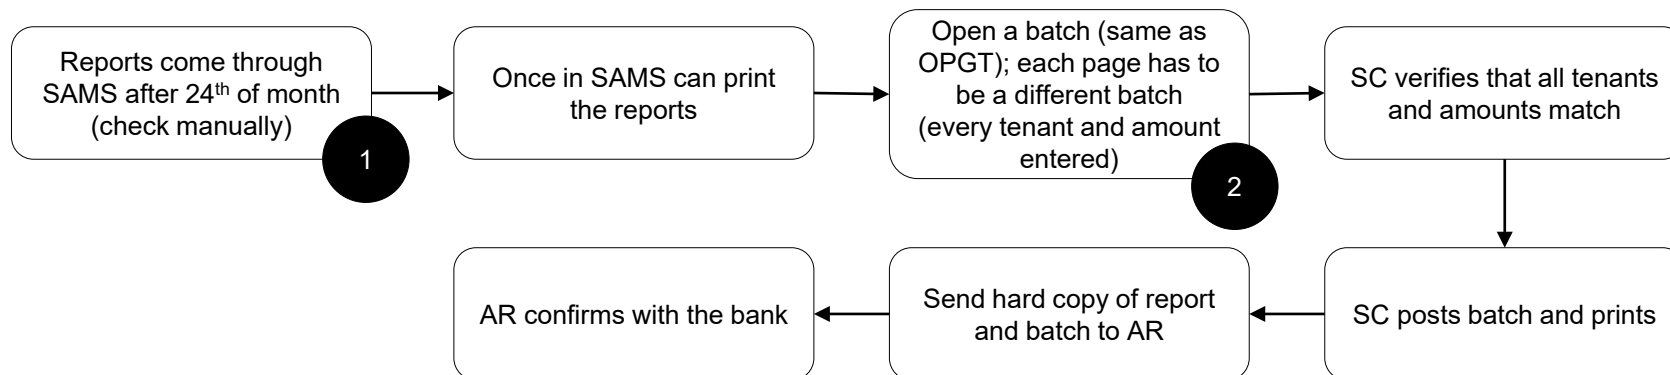 Reports come through
SAMS after 24th of month
(check manually)
1
Once in SAMS can print
the reports
Open a batch (same as
OPGT); each page has to
be a different batch
(every tenant and amount
entered)
2
SC verifies that all tenants
and amounts match
SC posts batch and prints
Send hard copy of report
and batch to AR
AR confirms with the bank